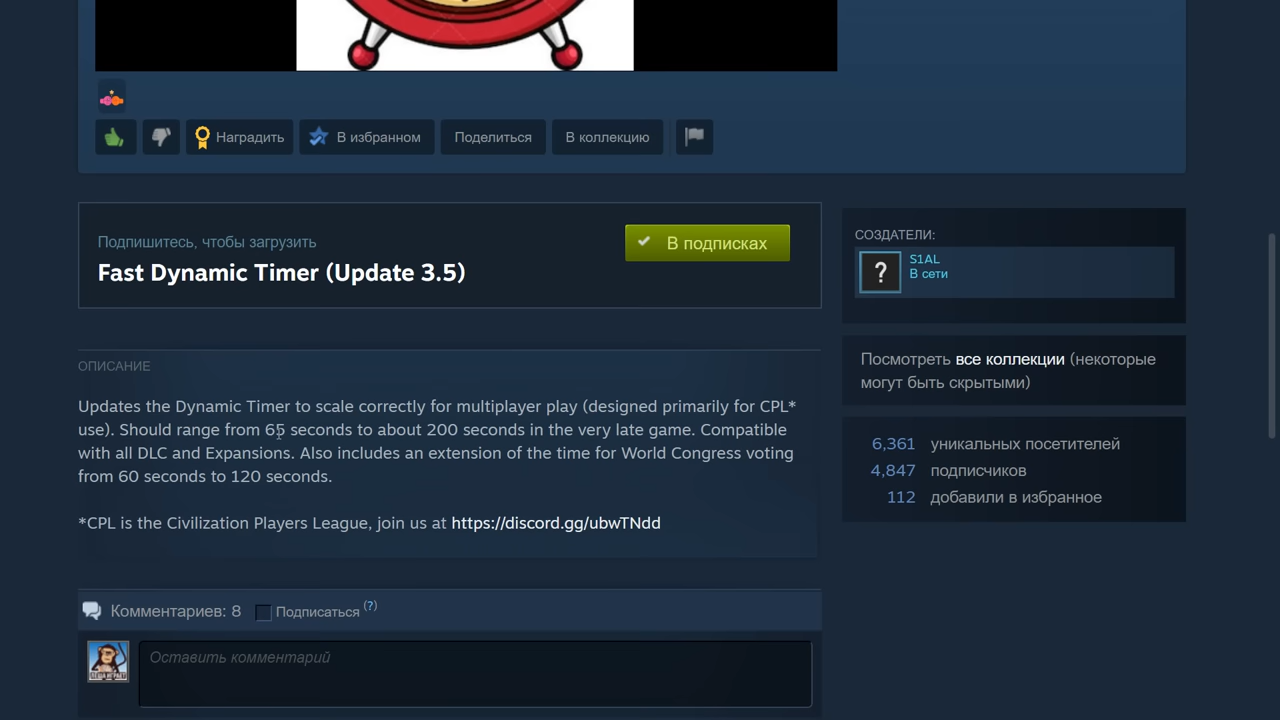 Наградить
В избранном
Поделиться
В коллекцию
Подпишитесь, чтобы загрузить
Fast Dynamic Timer (Update 3.5)
В подписках
СОЗДАТЕЛИ:
?
S1AL
В сети
Посмотреть все коллекции (некоторые
могут быть скрытыми)
6,361 уникальных посетителей
4,847 подписчиков
112 добавили в избранное
ОПИСАНИЕ
Updates the Dynamic Timer to scale correctly for multiplayer play (designed primarily for CPL*
use). Should range from 65 seconds to about 200 seconds in the very late game. Compatible
with all DLC and Expansions. Also includes an extension of the time for World Congress voting
from 60 seconds to 120 seconds.
*CPL is the Civilization Players League, join us at https://discord.gg/ubwTNdd
Комментариев: 8
Подписаться (?)
Оставить комментарий